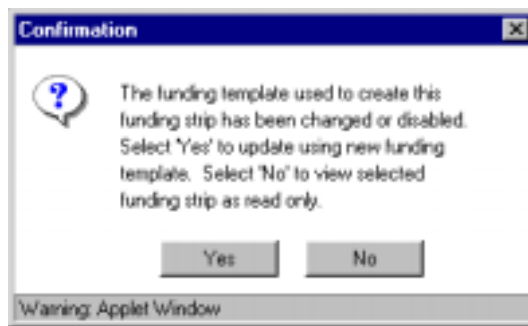 Confirmation
?
The funding template used to create this
funding strip has been changed or disabled.
Select 'Yes' to update using new funding
template. Select 'No' to view selected
funding strip as read only.
Yes No
Warning: Applet Window